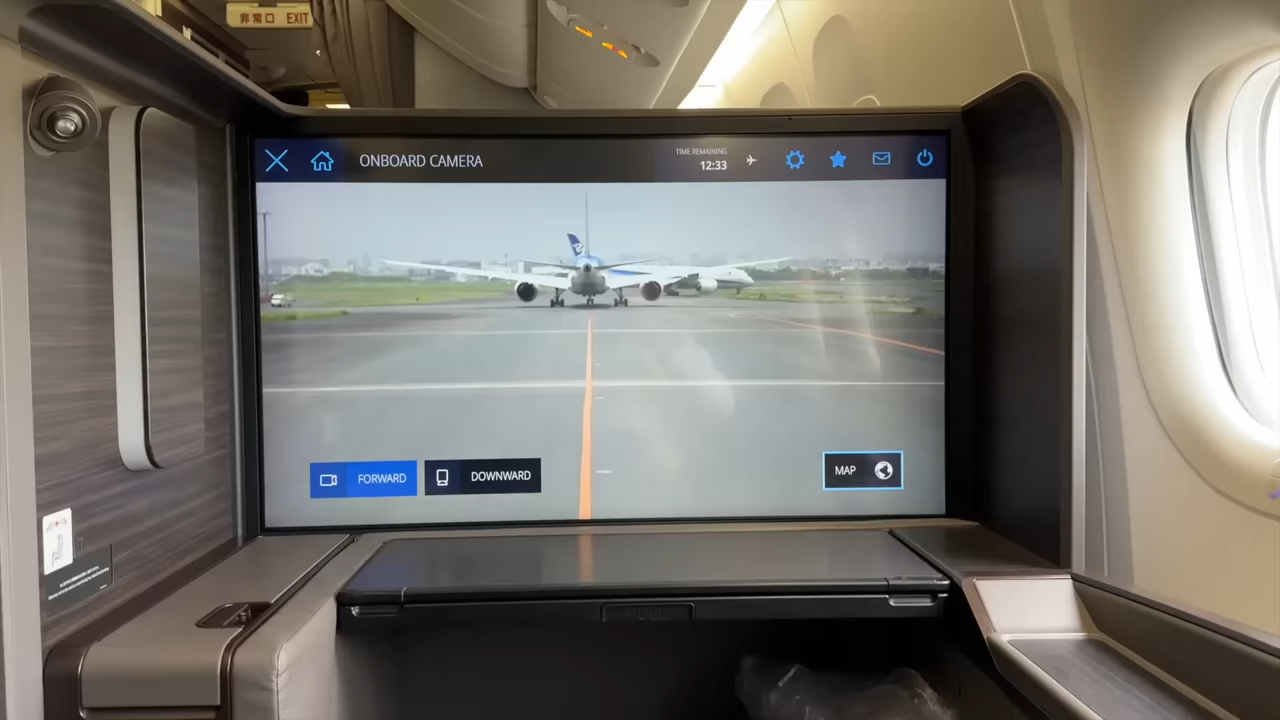 非常口 EXIT
ONBOARD CAMERA
TIME REMAINING
12:33
FORWARD
DOWNWARD
MAP